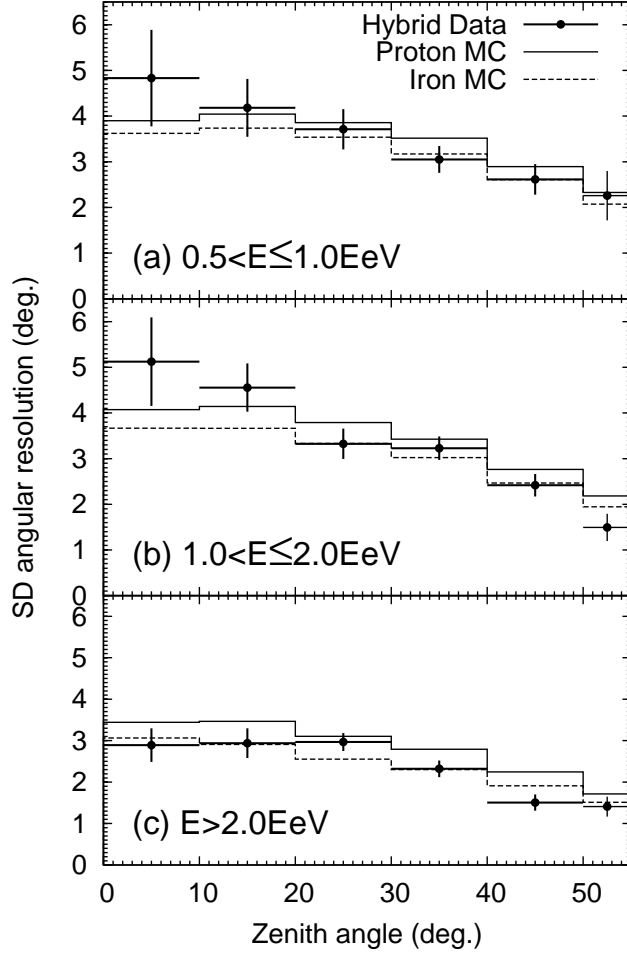 Hybrid Data
Proton MC
Iron MC
6
5
4
3
2
1
0
(a) 0.5<E≤1.0EeV
6
5
4
3
2
1
0
(b) 1.0<E≤2.0EeV
6
5
4
3
2
1
0
(c) E>2.0EeV
SD angular resolution (deg.)
0 10 20 30 40 50
Zenith angle (deg.)